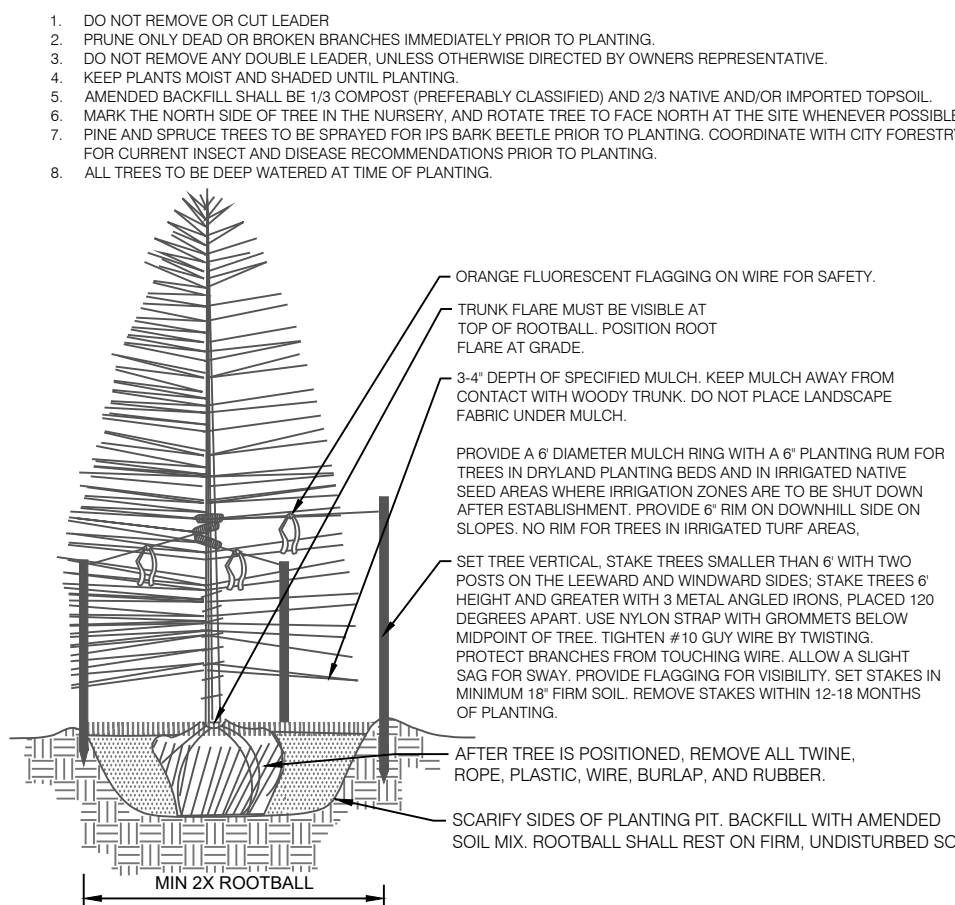 1. DO NOT REMOVE OR CUT LEADER
2. PRUNE ONLY DEAD OR BROKEN BRANCHES IMMEDIATELY PRIOR TO PLANTING.
3. DO NOT REMOVE ANY DOUBLE LEADER, UNLESS OTHERWISE DIRECTED BY OWNERS REPRESENTATIVE.
4. KEEP PLANTS MOIST AND SHADED UNTIL PLANTING.
5. AMENDED BACKFILL SHALL BE 1/3 COMPOST (PREFERABLY CLASSIFIED) AND 2/3 NATIVE AND/OR IMPORTED TOPSOIL.
6. MARK THE NORTH SIDE OF TREE IN THE NURSERY, AND ROTATE TREE TO FACE NORTH AT THE SITE WHENEVER POSSIBLE
7. PINE AND SPRUCE TREES TO BE SPRAYED FOR IPS BARK BEETLE PRIOR TO PLANTING. COORDINATE WITH CITY FORESTRY
FOR CURRENT INSECT AND DISEASE RECOMMENDATIONS PRIOR TO PLANTING.
8. ALL TREES TO BE DEEP WATERED AT TIME OF PLANTING.
ORANGE FLUORESCENT FLAGGING ON WIRE FOR SAFETY.
TRUNK FLARE MUST BE VISIBLE AT
TOP OF ROOTBALL. POSITION ROOT
FLARE AT GRADE.
3-4" DEPTH OF SPECIFIED MULCH. KEEP MULCH AWAY FROM
CONTACT WITH WOODY TRUNK. DO NOT PLACE LANDSCAPE
FABRIC UNDER MULCH.
PROVIDE A 6' DIAMETER MULCH RING WITH A 6" PLANTING RUM FOR
TREES IN DRYLAND PLANTING BEDS AND IN IRRIGATED NATIVE
SEED AREAS WHERE IRRIGATION ZONES ARE TO BE SHUT DOWN
AFTER ESTABLISHMENT. PROVIDE 6" RIM ON DOWNHILL SIDE ON
SLOPES. NO RIM FOR TREES IN IRRIGATED TURF AREAS,
SET TREE VERTICAL, STAKE TREES SMALLER THAN 6' WITH TWO
POSTS ON THE LEEWARD AND WINDWARD SIDES; STAKE TREES 6'
HEIGHT AND GREATER WITH 3 METAL ANGLED IRONS, PLACED 120
DEGREES APART. USE NYLON STRAP WITH GROMMETS BELOW
MIDPOINT OF TREE. TIGHTEN #10 GUY WIRE BY TWISTING.
PROTECT BRANCHES FROM TOUCHING WIRE. ALLOW A SLIGHT
SAG FOR SWAY. PROVIDE FLAGGING FOR VISIBILITY. SET STAKES IN
MINIMUM 18" FIRM SOIL. REMOVE STAKES WITHIN 12-18 MONTHS
OF PLANTING.
AFTER TREE IS POSITIONED, REMOVE ALL TWINE,
ROPE, PLASTIC, WIRE, BURLAP, AND RUBBER.
SCARIFY SIDES OF PLANTING PIT. BACKFILL WITH AMENDED
SOIL MIX. ROOTBALL SHALL REST ON FIRM, UNDISTURBED
MIN 2X ROOTBALL